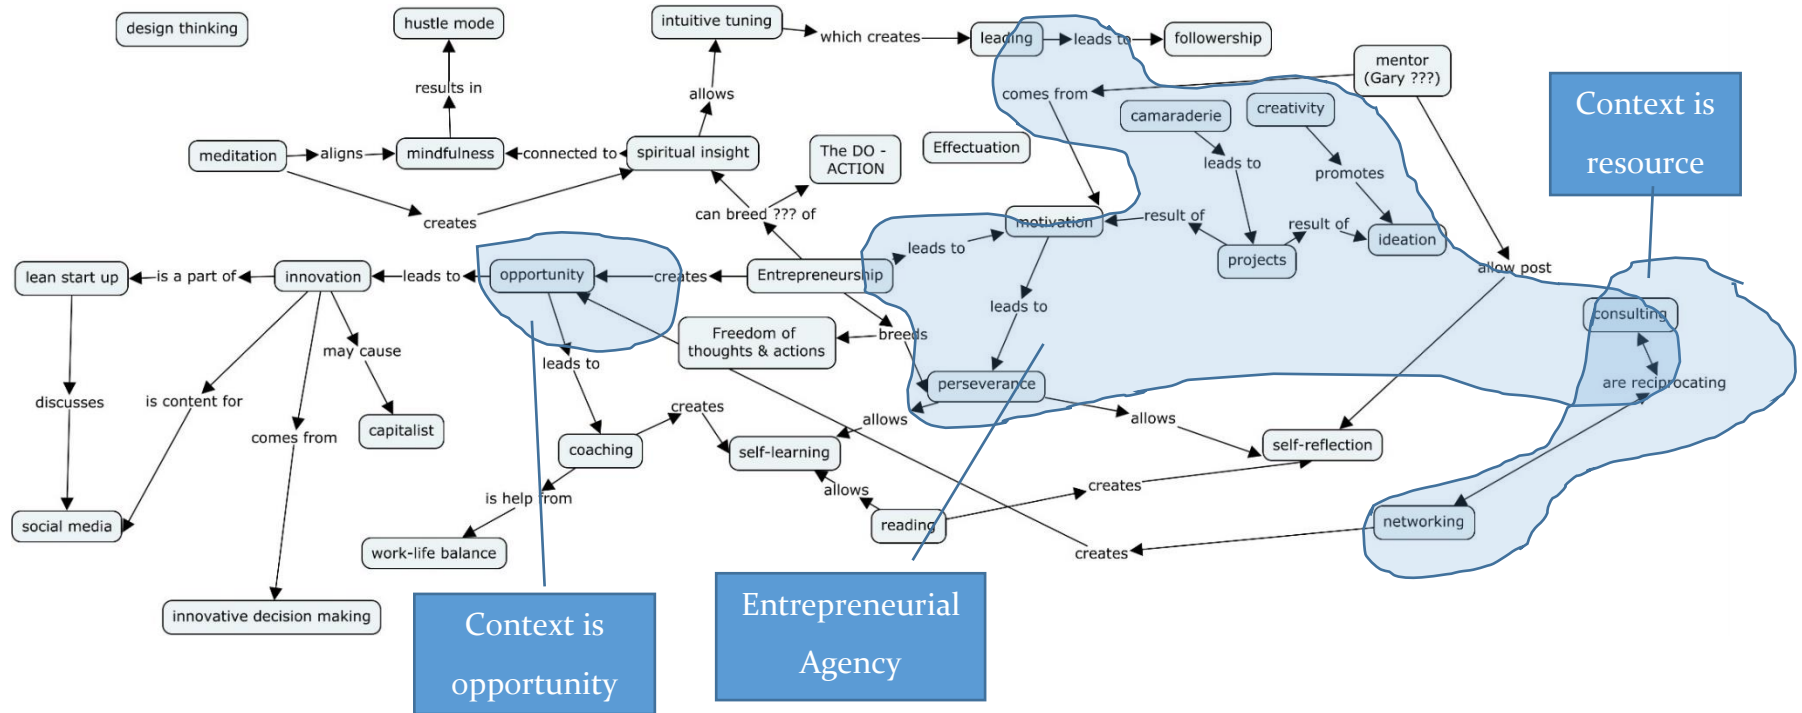 design thinking
hustle mode
intuitive tuning
which creates
leading
leads to
followership
mentor
(Gary ???)
Context is
resource
results in
allows
comes from
camaraderie
creativity
meditation
aligns
mindfulness
connected to
spiritual insight
The DO -
ACTION
Effectuation
leads to
promotes
creates
can breed ??? of
motivation
result of
result of
ideation
projects
leads to
allow post
lean start up
is a part of
innovation
leads to
opportunity
creates
Entrepreneurship
leads to
consulting
Freedom of
thoughts & actions
breeds
may cause
leads to
perseverance
are reciprocating
discusses
is content for
creates
allows
allows
comes from
capitalist
coaching
self-learning
self-reflection
is help from
allows
creates
social media
reading
networking
work-life balance
creates
innovative decision making
Context is
opportunity
Entrepreneurial
Agency